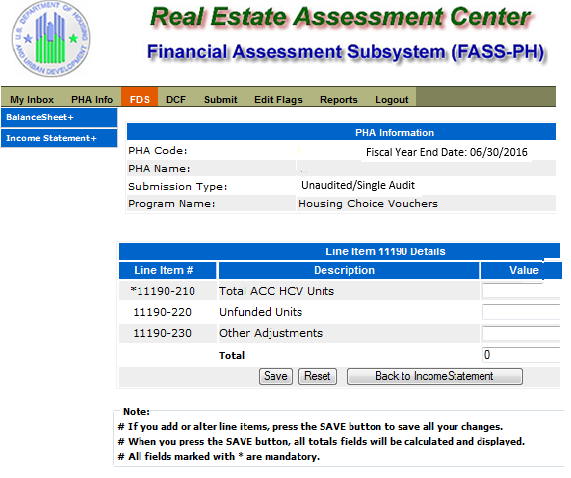 U.S. DEPARTMENT OF HOUSING AND URBAN DEVELOPMENT
Real Estate Assessment Center
Financial Assessment Subsystem (FASS-PH)
My Inbox PHA Info FDS DCF Submit Edit Flags Reports Logout
BalanceSheet+
Income Statement+
PHA Information
PHA Code: Fiscal Year End Date: 06/30/2016
PHA Name:
Submission Type: Unaudited/Single Audit
Program Name: Housing Choice Vouchers
Line Item 11190 Details
Line Item # Description Value
*11190-210 Total ACC HCV Units
11190-220 Unfunded Units
11190-230 Other Adjustments
Total 0
Save Reset Back to Income Statement
Note:
# If you add or alter line items, press the SAVE button to save all your changes.
# When you press the SAVE button, all totals fields will be calculated and displayed.
# All fields marked with * are mandatory.